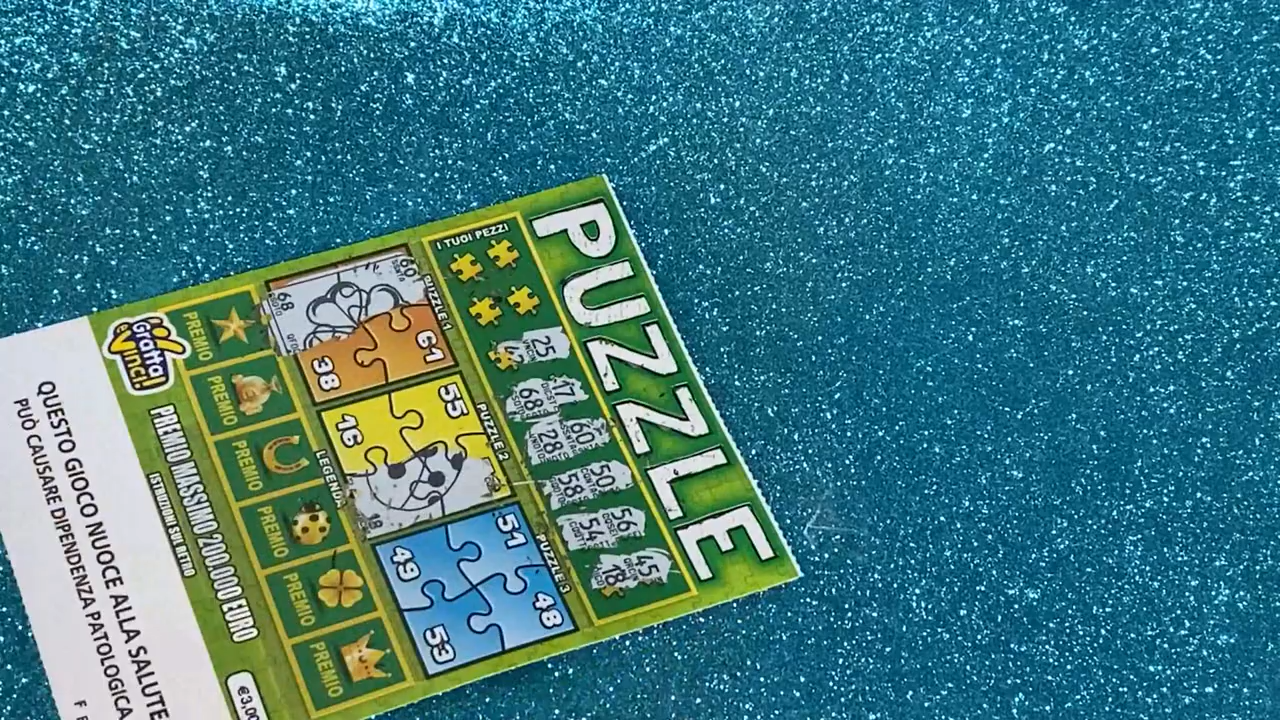 PUZZLE
I TUOI PEZZI
25
17
68
60
28
50
58
56
54
45
18
PUZZLE 1
60
68
61
38
PUZZLE 2
55
16
18
PUZZLE 3
51
49
48
53
LEGENDA
PREMIO
PREMIO
PREMIO
PREMIO
PREMIO
PREMIO
Gratta e Vinci!
PREMIO MASSIMO 200.000 EURO
ISTRUZIONI SUL RETRO
QUESTO GIOCO NUOCE ALLA SALUTE
PUÒ CAUSARE DIPENDENZA PATOLOGICA